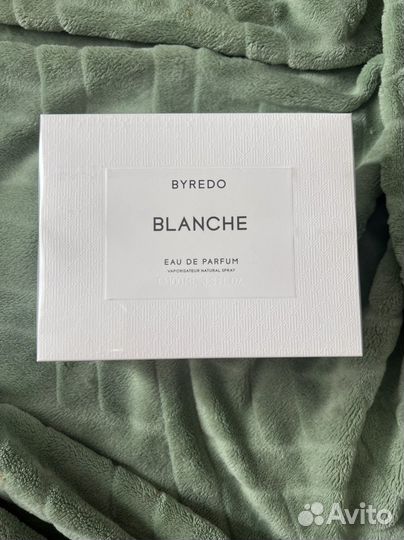 BYREDO
BLANCHE
EAU DE PARFUM
VAPORISATEUR NATURAL SPRAY
Avito